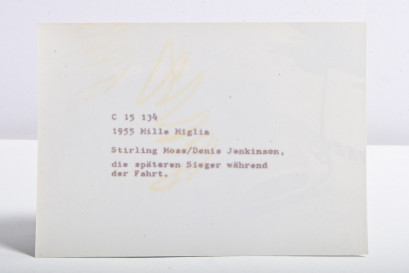 C 15 134
1955 Mille Miglia
Stirling Moss/Denis Jenkinson,
die späteren Sieger während
der Fahrt.